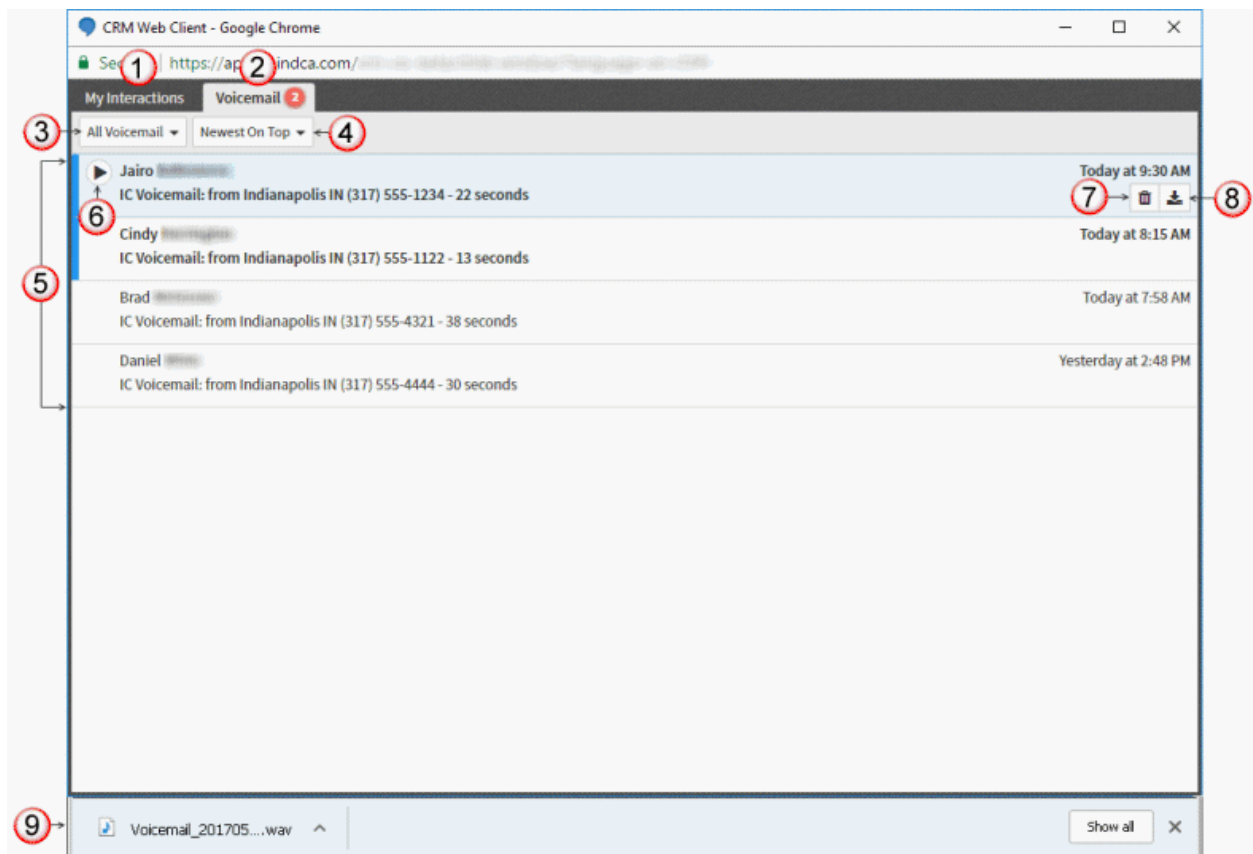 CRM Web Client - Google Chrome
https://ap indca.com/
1
2
My Interactions Voicemail 2
3 All Voicemail Newest On Top 4
Jairo Today at 9:30 AM
IC Voicemail: from Indianapolis IN (317) 555-1234 - 22 seconds
6
7
8
Cindy Today at 8:15 AM
IC Voicemail: from Indianapolis IN (317) 555-1122 - 13 seconds
5
Brad Today at 7:58 AM
IC Voicemail: from Indianapolis IN (317) 555-4321 - 38 seconds
Daniel Yesterday at 2:48 PM
IC Voicemail: from Indianapolis IN (317) 555-4444 - 30 seconds
9 Voicemail_201705....wav Show all